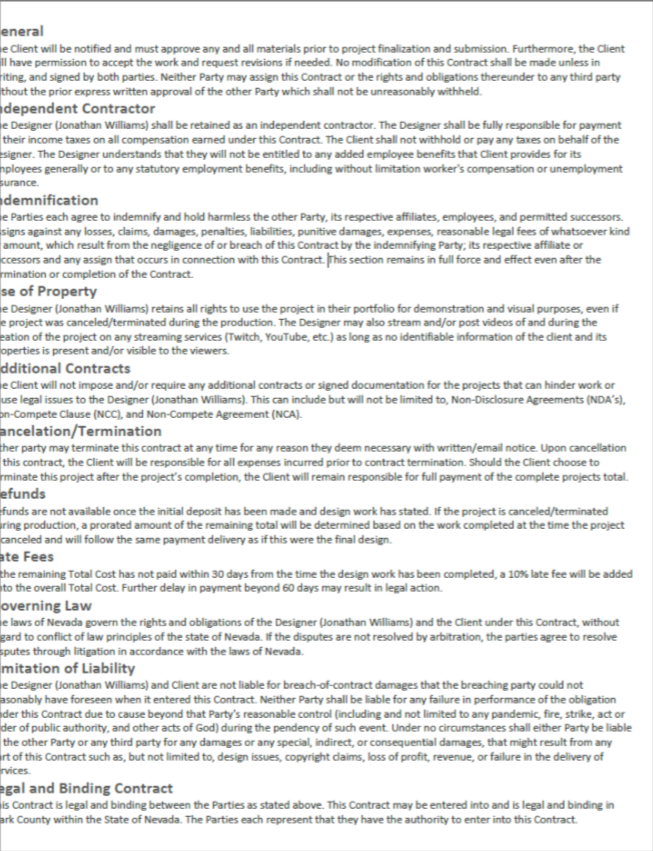 eneral
e Client will be notified and must approve any and all materials prior to project finalization and submission. Furthermore, the Client
ll have permission to accept the work and request revisions if needed. No modification of this Contract shall be made unless in
riting, and signed by both parties. Neither Party may assign this Contract or the rights and obligations thereunder to any third party
thout the prior express written approval of the other Party which shall not be unreasonably withheld.
ndependent Contractor
e Designer (Jonathan Williams) shall be retained as an independent contractor. The Designer shall be fully responsible for payment
their income taxes on all compensation earned under this Contract. The Client shall not withhold or pay any taxes on behalf of the
esigner. The Designer understands that they will not be entitled to any added employee benefits that Client provides for its
mployees generally or to any statutory employment benefits, including without limitation worker's compensation or unemployment
surance.
ndemnification
e Parties each agree to indemnify and hold harmless the other Party, its respective affiliates, employees, and permitted successors.
signs against any losses, claims, damages, penalties, liabilities, punitive damages, expenses, reasonable legal fees of whatsoever kind
amount, which result from the negligence of or breach of this Contract by the indemnifying Party; its respective affiliate or
ccessors and any assign that occurs in connection with this Contract. This section remains in full force and effect even after the
rmination or completion of the Contract.
se of Property
e Designer (Jonathan Williams) retains all rights to use the project in their portfolio for demonstration and visual purposes, even if
e project was canceled/terminated during the production. The Designer may also stream and/or post videos of and during the
eation of the project on any streaming services (Twitch, YouTube, etc.) as long as no identifiable information of the client and its
operties is present and/or visible to the viewers.
dditional Contracts
e Client will not impose and/or require any additional contracts or signed documentation for the projects that can hinder work or
use legal issues to the Designer (Jonathan Williams). This can include but will not be limited to, Non-Disclosure Agreements (NDA's),
on-Compete Clause (NCC), and Non-Compete Agreement (NCA).
ancelation/Termination
ther party may terminate this contract at any time for any reason they deem necessary with written/email notice. Upon cancellation
this contract, the Client will be responsible for all expenses incurred prior to contract termination. Should the Client choose to
rminate this project after the project's completion, the Client will remain responsible for full payment of the complete projects total.
efunds
efunds are not available once the initial deposit has been made and design work has stated. If the project is canceled/terminated
uring production, a prorated amount of the remaining total will be determined based on the work completed at the time the project
canceled and will follow the same payment delivery as if this were the final design.
ate Fees
the remaining Total Cost has not paid within 30 days from the time the design work has been completed, a 10% late fee will be added
to the overall Total Cost. Further delay in payment beyond 60 days may result in legal action.
overning Law
e laws of Nevada govern the rights and obligations of the Designer (Jonathan Williams) and the Client under this Contract, without
gard to conflict of law principles of the state of Nevada. If the disputes are not resolved by arbitration, the parties agree to resolve
sputes through litigation in accordance with the laws of Nevada.
mitation of Liability
e Designer (Jonathan Williams) and Client are not liable for breach-of-contract damages that the breaching party could not
asonably have foreseen when it entered this Contract. Neither Party shall be liable for any failure in performance of the obligation
nder this Contract due to cause beyond that Party's reasonable control (including and not limited to any pandemic, fire, strike, act or
der of public authority, and other acts of God) during the pendency of such event. Under no circumstances shall either Party be liable
the other Party or any third party for any damages or any special, indirect, or consequential damages, that might result from any
rt of this Contract such as, but not limited to, design issues, copyright claims, loss of profit, revenue, or failure in the delivery of
rvices.
egal and Binding Contract
is Contract is legal and binding between the Parties as stated above. This Contract may be entered into and is legal and binding in
ark County within the State of Nevada. The Parties each represent that they have the authority to enter into this Contract.